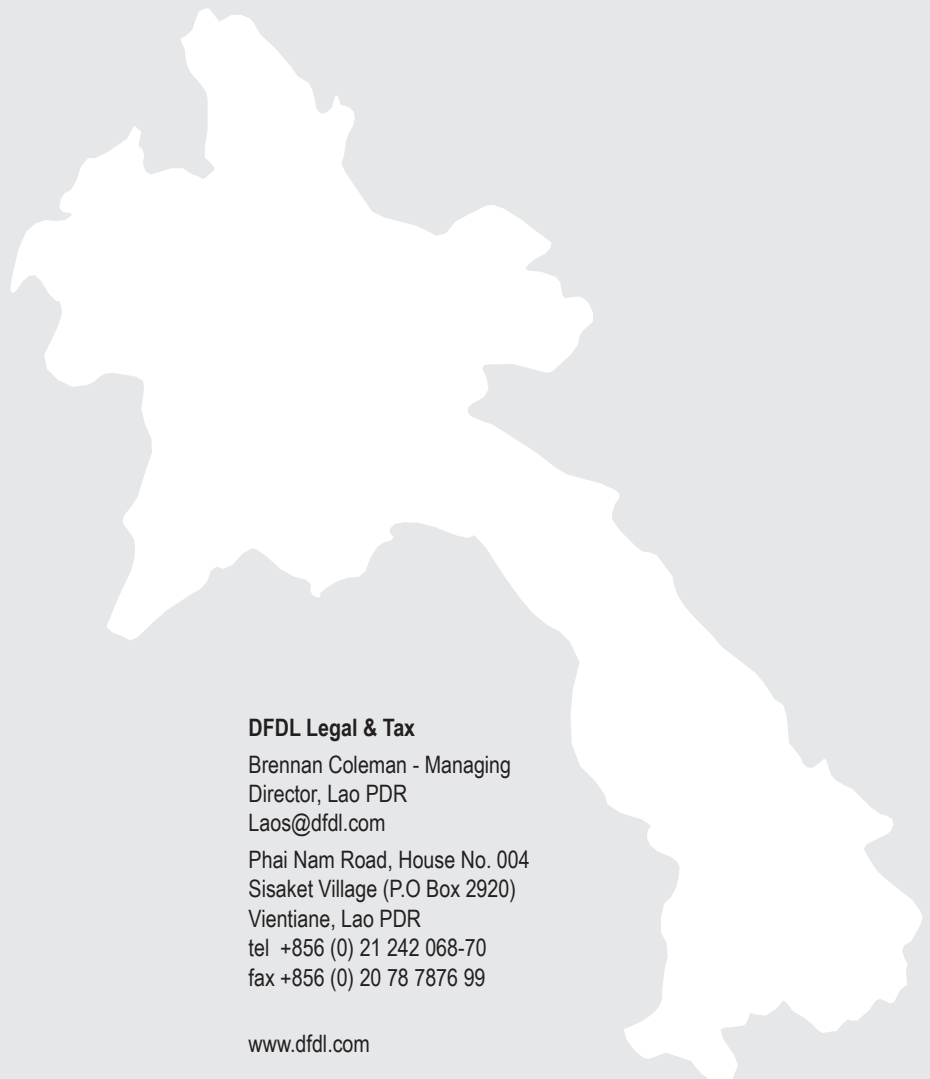 DFDL Legal & Tax
Brennan Coleman - Managing
Director, Lao PDR
Laos@dfdl.com
Phai Nam Road, House No. 004
Sisaket Village (P.O Box 2920)
Vientiane, Lao PDR
tel +856 (0) 21 242 068-70
fax +856 (0) 20 78 7876 99
www.dfdl.com